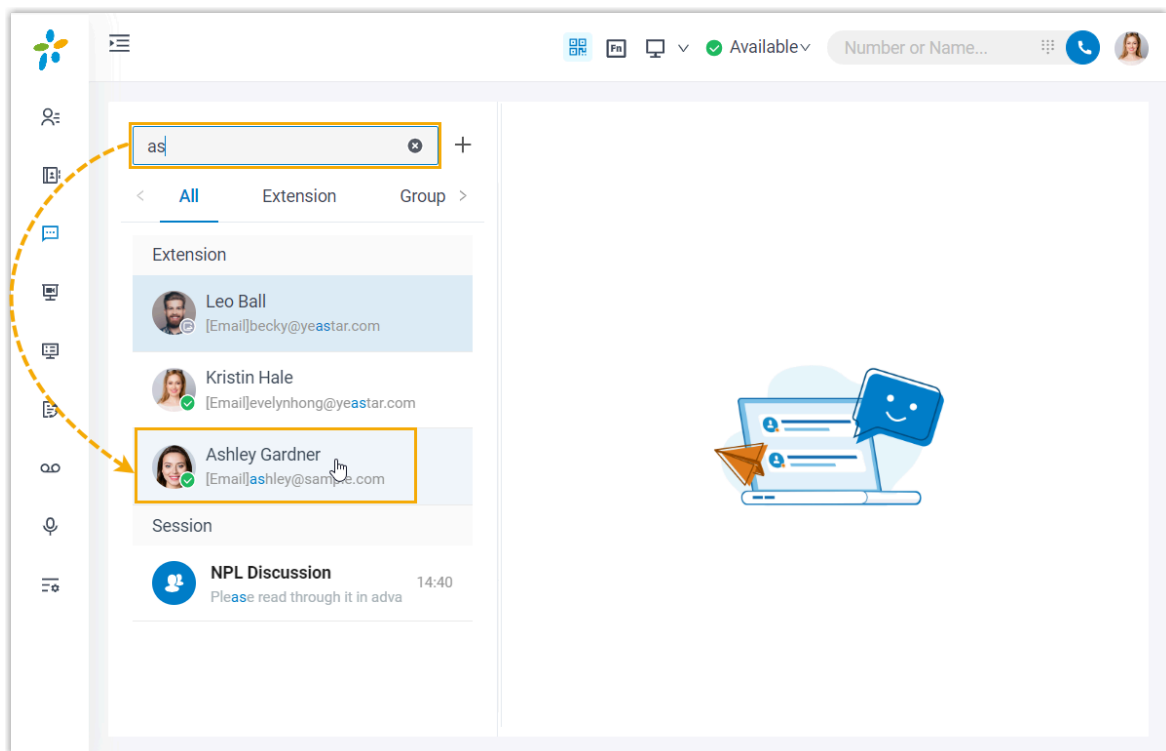 Fn
Available
Number or Name...
as
All Extension Group
Extension
Leo Ball
[Email]becky@yeastar.com
Kristin Hale
[Email]evelynhong@yeastar.com
Ashley Gardner
[Email]ashley@sample.com
Session
NPL Discussion
14:40
Please read through it in adva